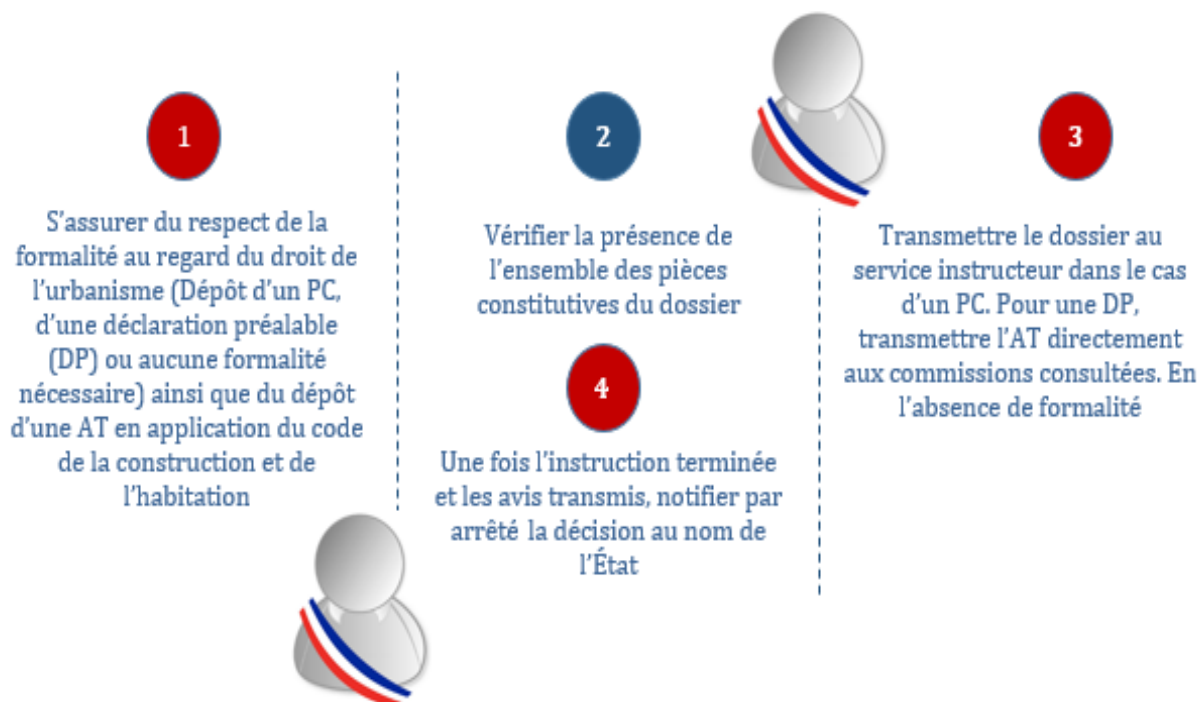 1
S'assurer du respect de la
formalité au regard du droit de
l'urbanisme (Dépôt d'un PC,
d'une déclaration préalable
(DP) ou aucune formalité
nécessaire) ainsi que du dépôt
d'une AT en application du code
de la construction et de
l'habitation
2
Vérifier la présence de
l'ensemble des pièces
constitutives du dossier
3
Transmettre le dossier au
service instructeur dans le cas
d'un PC. Pour une DP,
transmettre l'AT directement
aux commissions consultées. En
l'absence de formalité
4
Une fois l'instruction terminée
et les avis transmis, notifier par
arrêté la décision au nom de
l'État